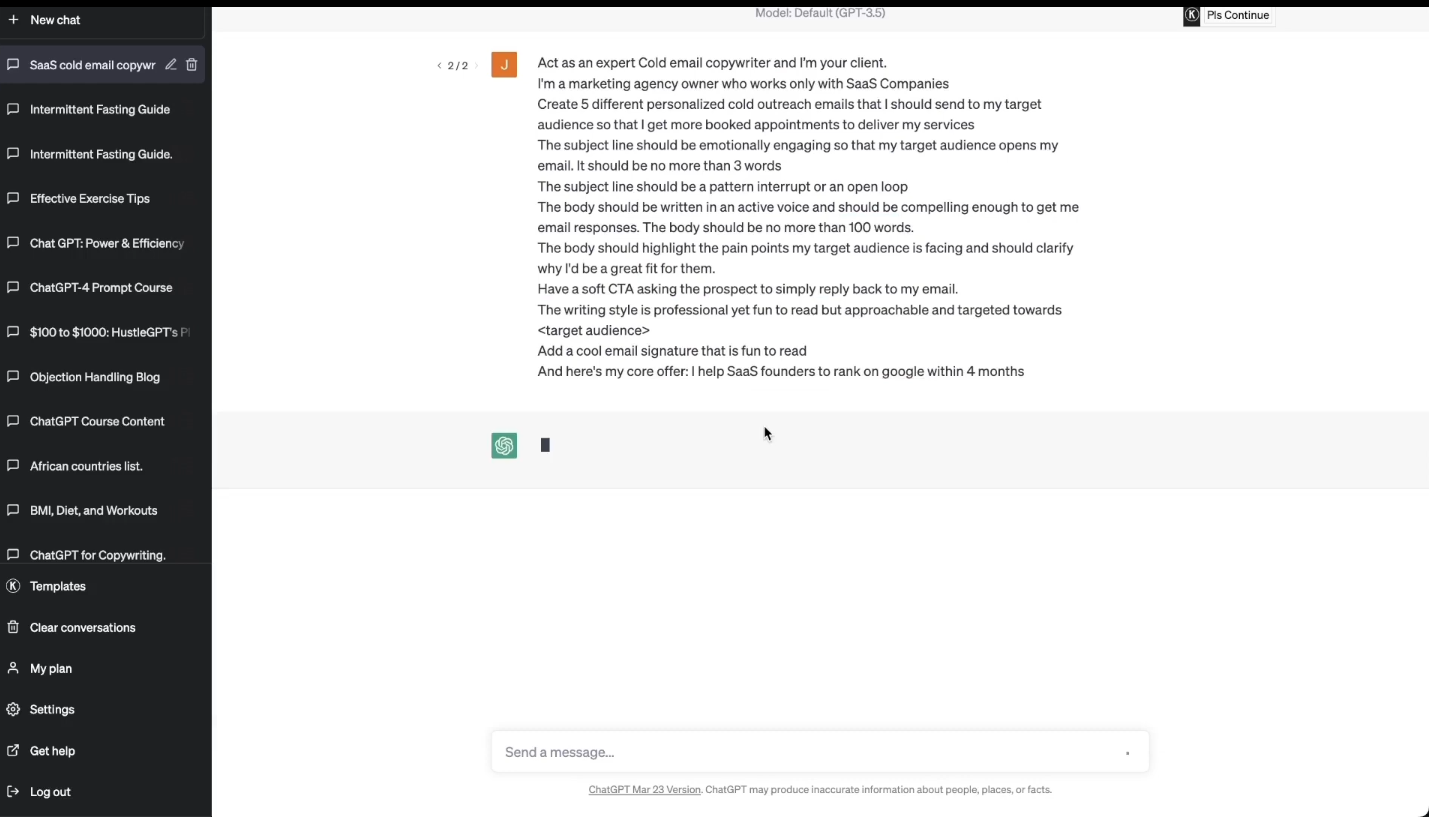 New chat
SaaS cold email copywr
Intermittent Fasting Guide
Intermittent Fasting Guide.
Effective Exercise Tips
Chat GPT: Power & Efficiency
ChatGPT-4 Prompt Course
$100 to $1000: HustleGPT's Pl
Objection Handling Blog
ChatGPT Course Content
African countries list.
BMI, Diet, and Workouts
ChatGPT for Copywriting.
K Templates
Clear conversations
My plan
Settings
Get help
Log out
Model: Default (GPT-3.5)
K Pls Continue
< 2 / 2 >
J
Act as an expert Cold email copywriter and I'm your client.
I'm a marketing agency owner who works only with SaaS Companies
Create 5 different personalized cold outreach emails that I should send to my target
audience so that I get more booked appointments to deliver my services
The subject line should be emotionally engaging so that my target audience opens my
email. It should be no more than 3 words
The subject line should be a pattern interrupt or an open loop
The body should be written in an active voice and should be compelling enough to get me
email responses. The body should be no more than 100 words.
The body should highlight the pain points my target audience is facing and should clarify
why I'd be a great fit for them.
Have a soft CTA asking the prospect to simply reply back to my email.
The writing style is professional yet fun to read but approachable and targeted towards
<target audience>
Add a cool email signature that is fun to read
And here's my core offer: I help SaaS founders to rank on google within 4 months
Send a message...
ChatGPT Mar 23 Version. ChatGPT may produce inaccurate information about people, places, or facts.